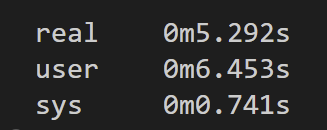 real 0m5.292s
user 0m6.453s
sys 0m0.741s